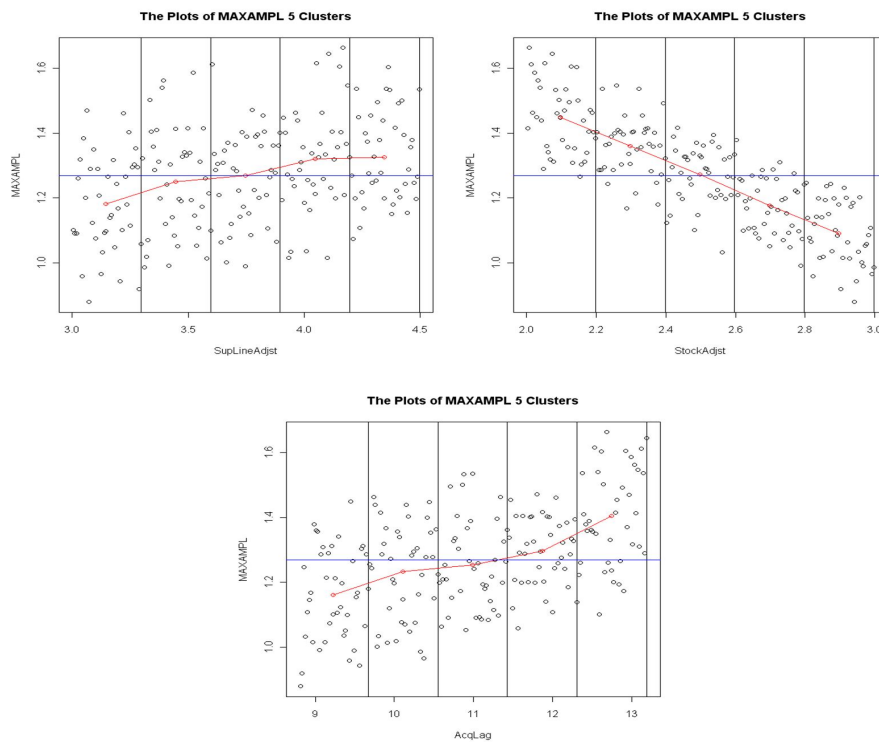 The Plots of MAXAMPL 5 Clusters
MAXAMPL
1.0 1.2 1.4 1.6
3.0 3.5 4.0 4.5
SupLineAdjst
The Plots of MAXAMPL 5 Clusters
MAXAMPL
1.0 1.2 1.4 1.6
2.0 2.2 2.4 2.6 2.8 3.0
StockAdjst
The Plots of MAXAMPL 5 Clusters
MAXAMPL
1.0 1.2 1.4 1.6
9 10 11 12 13
AcqLag